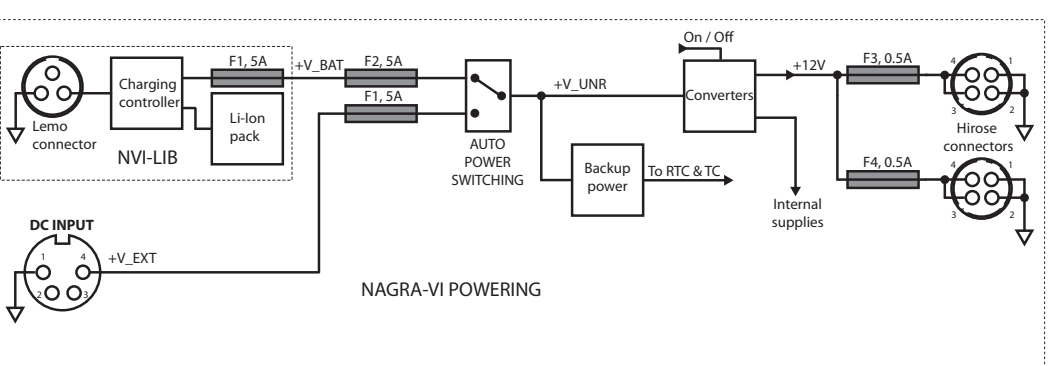 On / Off
F1, 5A
+V_BAT
F2, 5A
+12V
F3, 0.5A
4
1
3
2
Charging
controller
+V_UNR
Converters
F1, 5A
Li-Ion
pack
Lemo
connector
NVI-LIB
AUTO
POWER
SWITCHING
Hirose
connectors
Backup
power
To RTC & TC
F4, 0.5A
4
1
3
2
Internal
supplies
DC INPUT
1
4
2
3
+V_EXT
NAGRA-VI POWERING